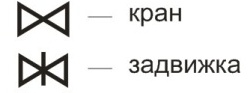 — кран
— задвижка